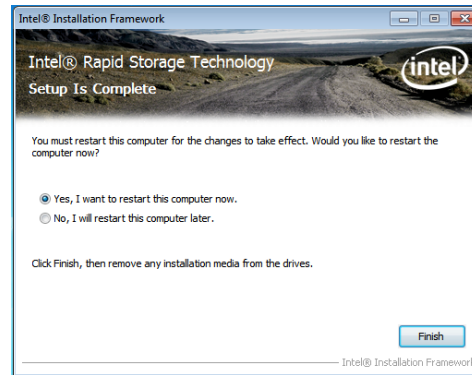 Intel® Installation Framework
Intel® Rapid Storage Technology
intel
Setup Is Complete
You must restart this computer for the changes to take effect. Would you like to restart the
computer now?
Yes, I want to restart this computer now.
No, I will restart this computer later.
Click Finish, then remove any installation media from the drives.
Finish
Intel® Installation Framework